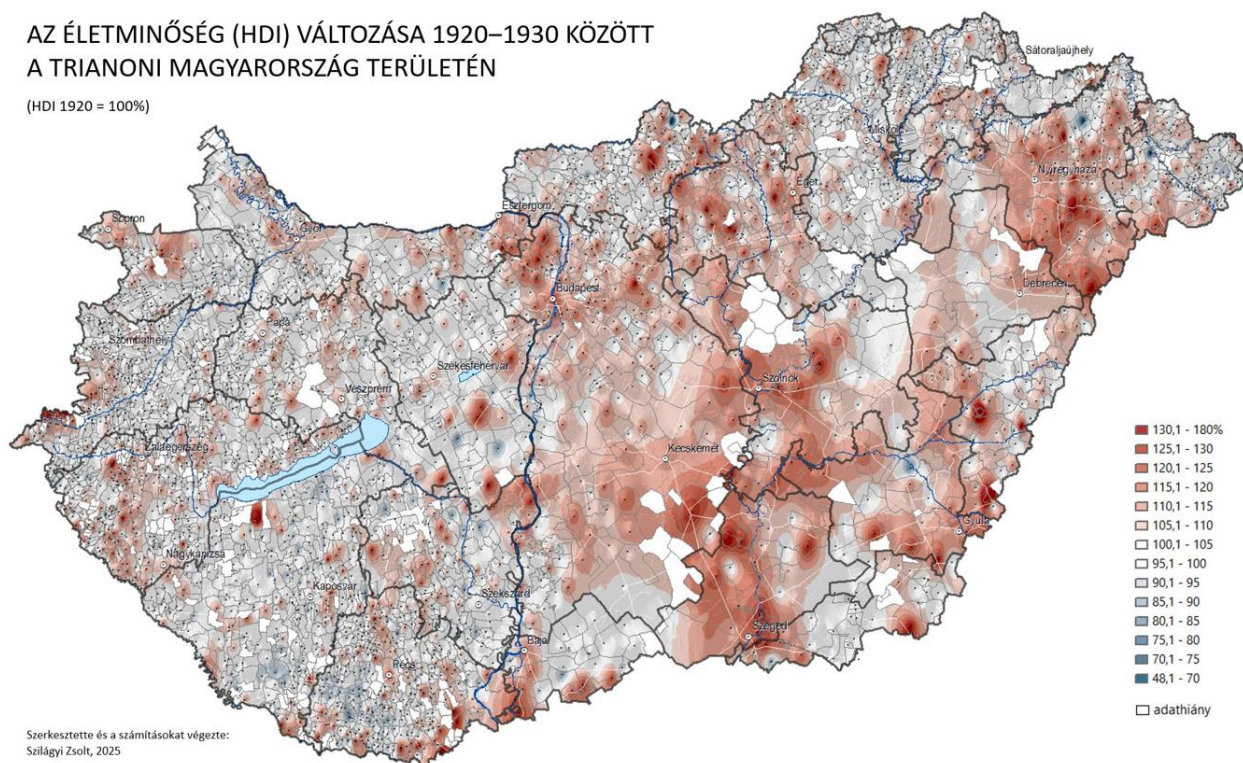 AZ ÉLETMINŐSÉG (HDI) VÁLTOZÁSA 1920–1930 KÖZÖTT
A TRIANONI MAGYARORSZÁG TERÜLETÉN
(HDI 1920 = 100%)
Sátoraljaújhely
Miskolc
Nyíregyháza
Eger
Esztergom
Sopron
Győr
Budapest
Debrecen
Pápa
Szombathely
Székesfehérvár
Szolnok
Veszprém
Zalaegerszeg
Kecskemét
Gyula
Nagykanizsa
Kaposvár
Szekszárd
Szeged
Baja
Pécs
130,1 - 180%
125,1 - 130
120,1 - 125
115,1 - 120
110,1 - 115
105,1 - 110
100,1 - 105
95,1 - 100
90,1 - 95
85,1 - 90
80,1 - 85
75,1 - 80
70,1 - 75
48,1 - 70
adathiány
Szerkesztette és a számításokat végezte:
Szilágyi Zsolt, 2025